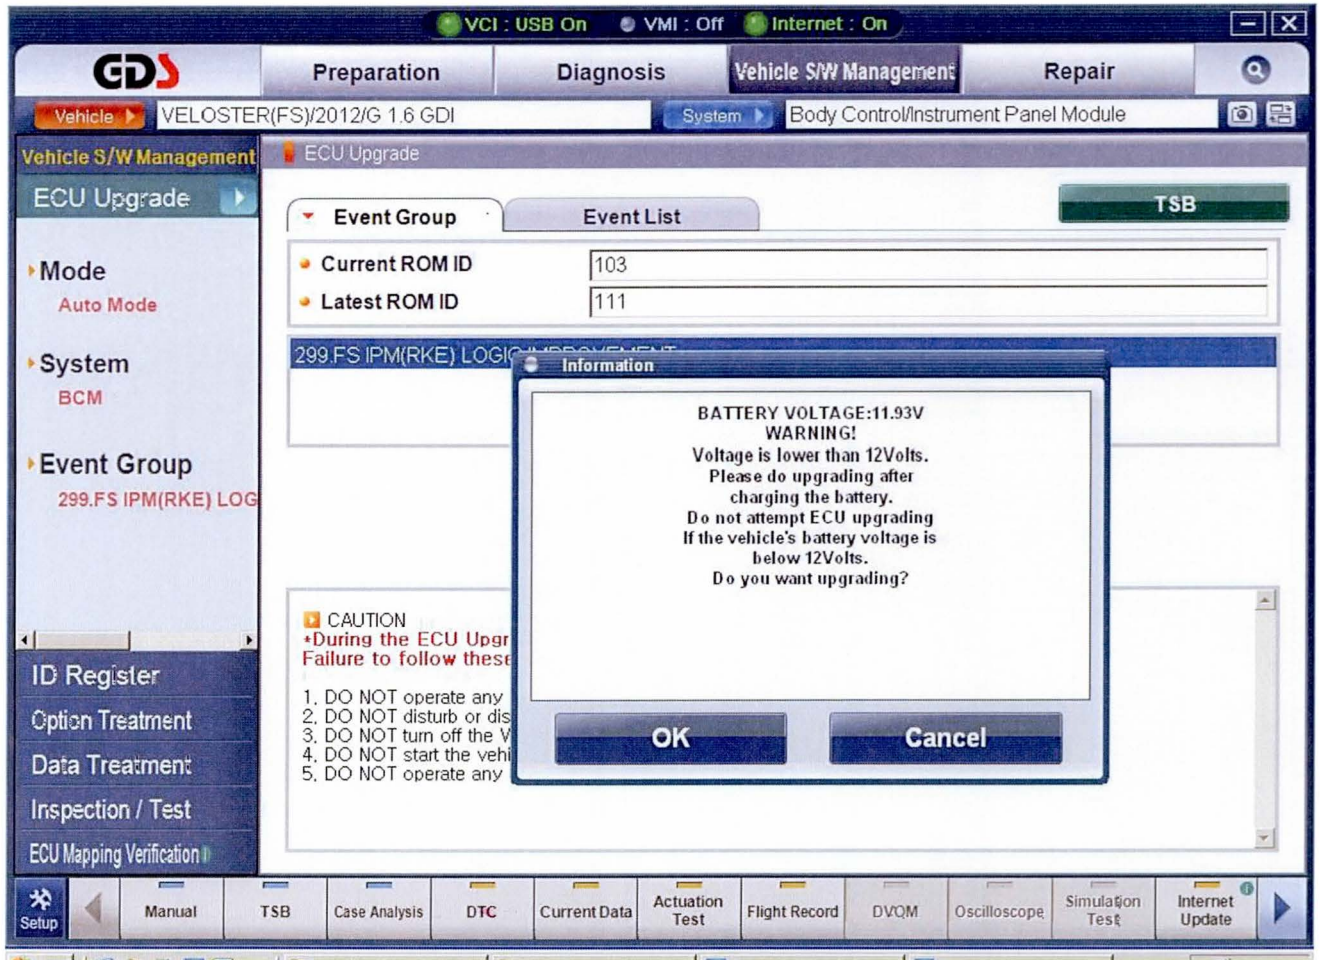 VCI : USB On VMI : Off Internet : On
GDS Preparation Diagnosis Vehicle S/W Management Repair
Vehicle VELOSTER(FS)/2012/G 1.6 GDI System Body Control/Instrument Panel Module
Vehicle S/W Management ECU Upgrade
ECU Upgrade
TSB
Event Group Event List
Mode
Current ROM ID 103
Auto Mode
Latest ROM ID 111
299.FS IPM(RKE) LOGIC IMPROVEMENT
System
BCM
Event Group
299.FS IPM(RKE) LOG
Information
BATTERY VOLTAGE:11.93V
WARNING!
Voltage is lower than 12Volts.
Please do upgrading after
charging the battery.
Do not attempt ECU upgrading
If the vehicle's battery voltage is
below 12Volts.
Do you want upgrading?
OK Cancel
CAUTION
*During the ECU Upgr
Failure to follow these
1. DO NOT operate any
2. DO NOT disturb or dis
3. DO NOT turn off the V
4. DO NOT start the vehi
5. DO NOT operate any
ID Register
Option Treatment
Data Treatment
Inspection / Test
ECU Mapping Verification
Setup Manual TSB Case Analysis DTC Current Data Actuation Test Flight Record DVOM Oscilloscope Simulation Test Internet Update